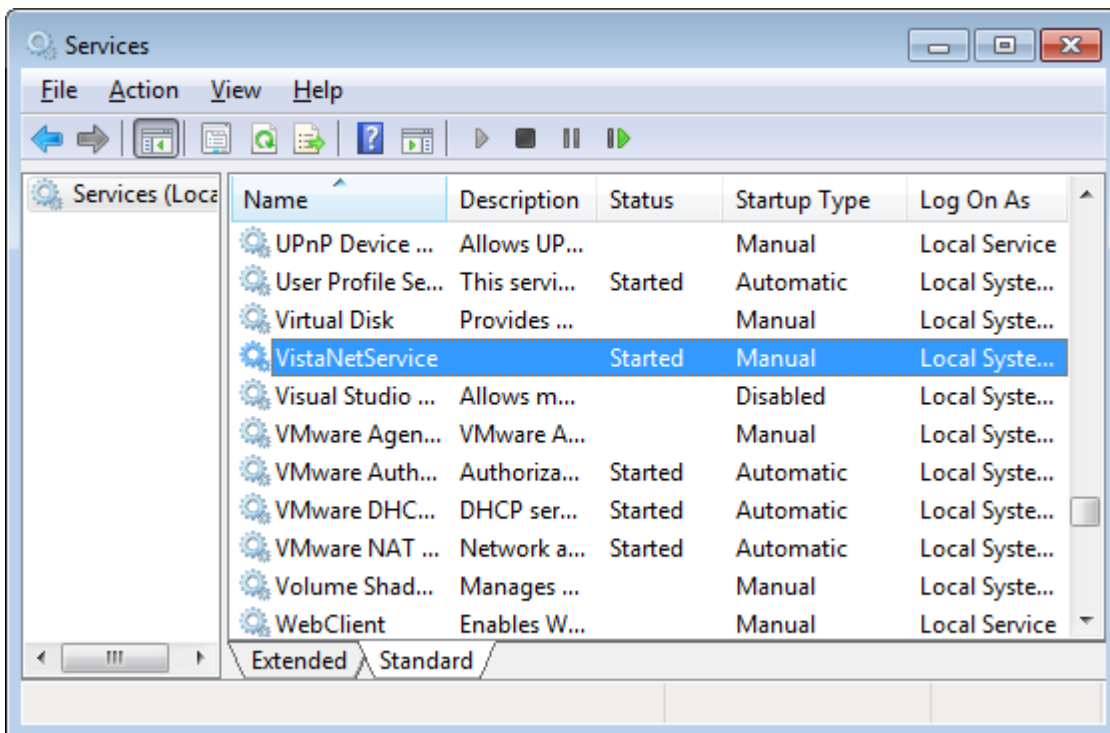 Services
File Action View Help
Services (Loca
Name Description Status Startup Type Log On As
UPnP Device ... Allows UP... Manual Local Service
User Profile Se... This servi... Started Automatic Local Syste...
Virtual Disk Provides ... Manual Local Syste...
VistaNetService Started Manual Local Syste...
Visual Studio ... Allows m... Disabled Local Syste...
VMware Agen... VMware A... Manual Local Syste...
VMware Auth... Authoriza... Started Automatic Local Syste...
VMware DHC... DHCP ser... Started Automatic Local Syste...
VMware NAT ... Network a... Started Automatic Local Syste...
Volume Shad... Manages ... Manual Local Syste...
WebClient Enables W... Manual Local Service
Extended Standard